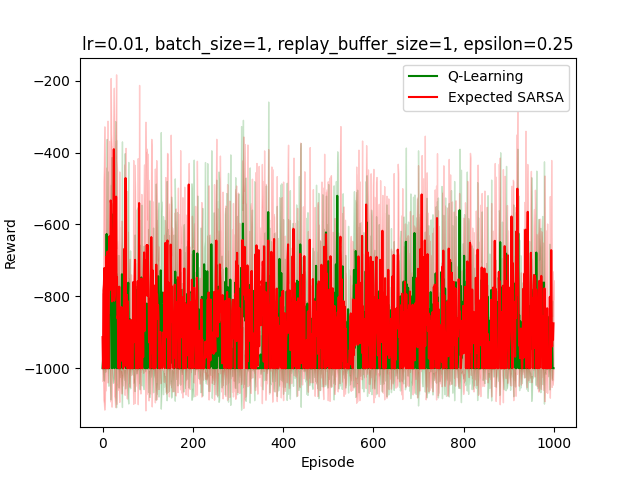 lr=0.01, batch_size=1, replay_buffer_size=1, epsilon=0.25
Q-Learning
Expected SARSA
−200
−400
−600
−800
−1000
Reward
0
200
400
600
800
1000
Episode